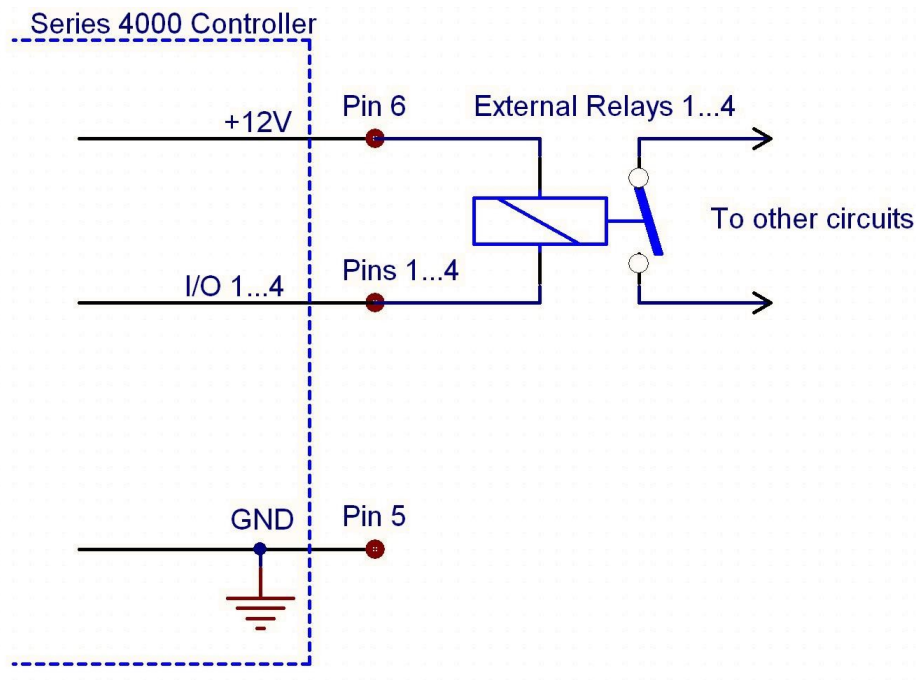 Series 4000 Controller
+12V
Pin 6
External Relays 1...4
To other circuits
I/O 1...4
Pins 1...4
GND
Pin 5